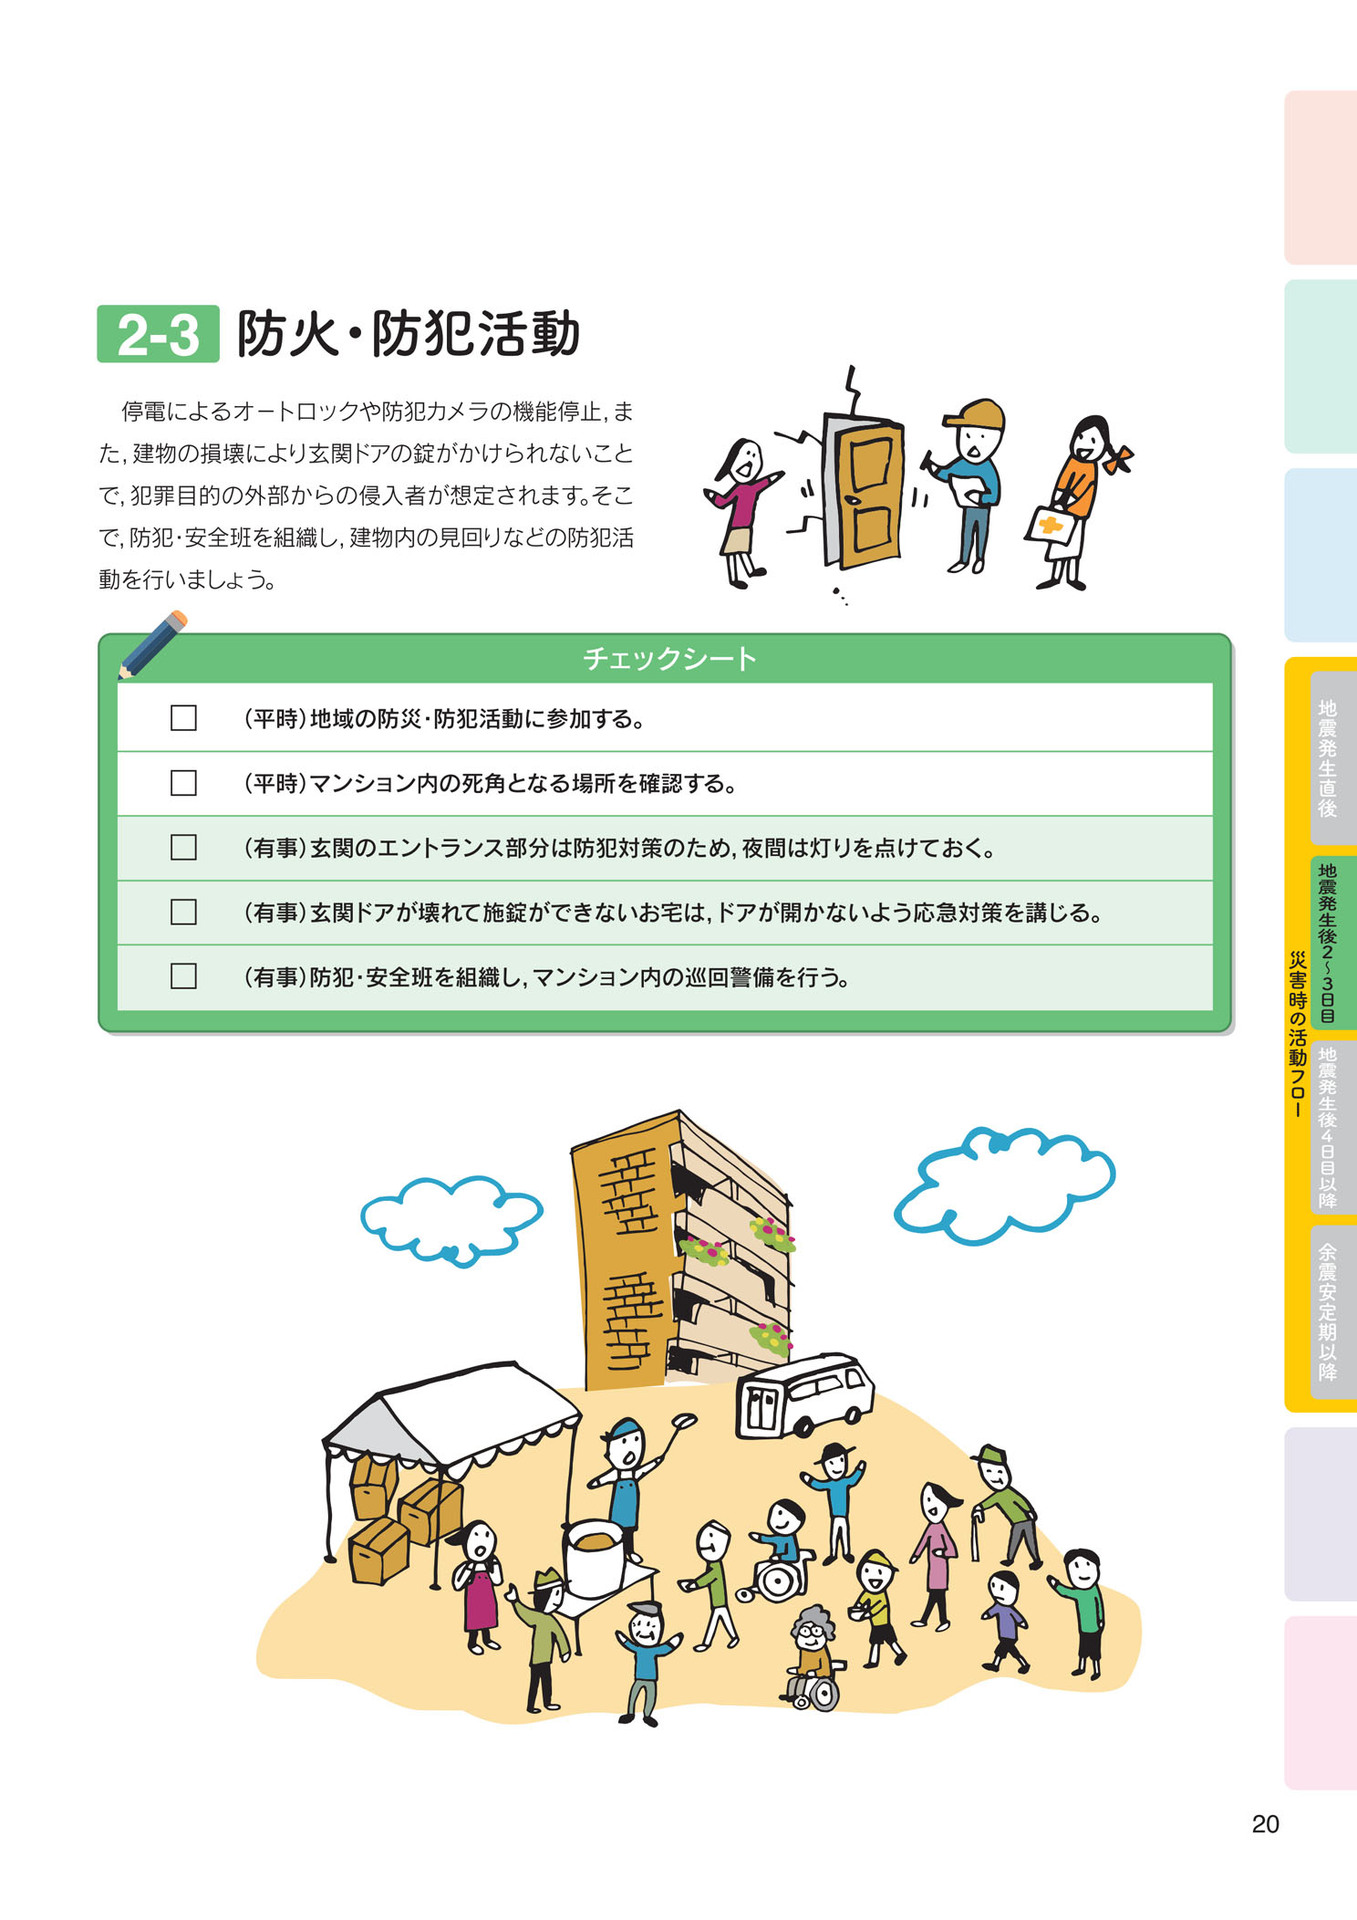 2-3 防火・防犯活動
停電によるオートロックや防犯カメラの機能停止,ま
た,建物の損壊により玄関ドアの錠がかけられないこと
で,犯罪目的の外部からの侵入者が想定されます。そこ
で,防犯・安全班を組織し,建物内の見回りなどの防犯活
動を行いましょう。
チェックシート
(平時)地域の防災・防犯活動に参加する。
(平時)マンション内の死角となる場所を確認する。
(有事)玄関のエントランス部分は防犯対策のため,夜間は灯りを点けておく。
(有事)玄関ドアが壊れて施錠ができないお宅は,ドアが開かないよう応急対策を講じる。
(有事)防犯・安全班を組織し,マンション内の巡回警備を行う。
災害時の活動フロー
地震発生直後
地震発生後2~3日目
地震発生後4日目以降
余震安定期以降
20